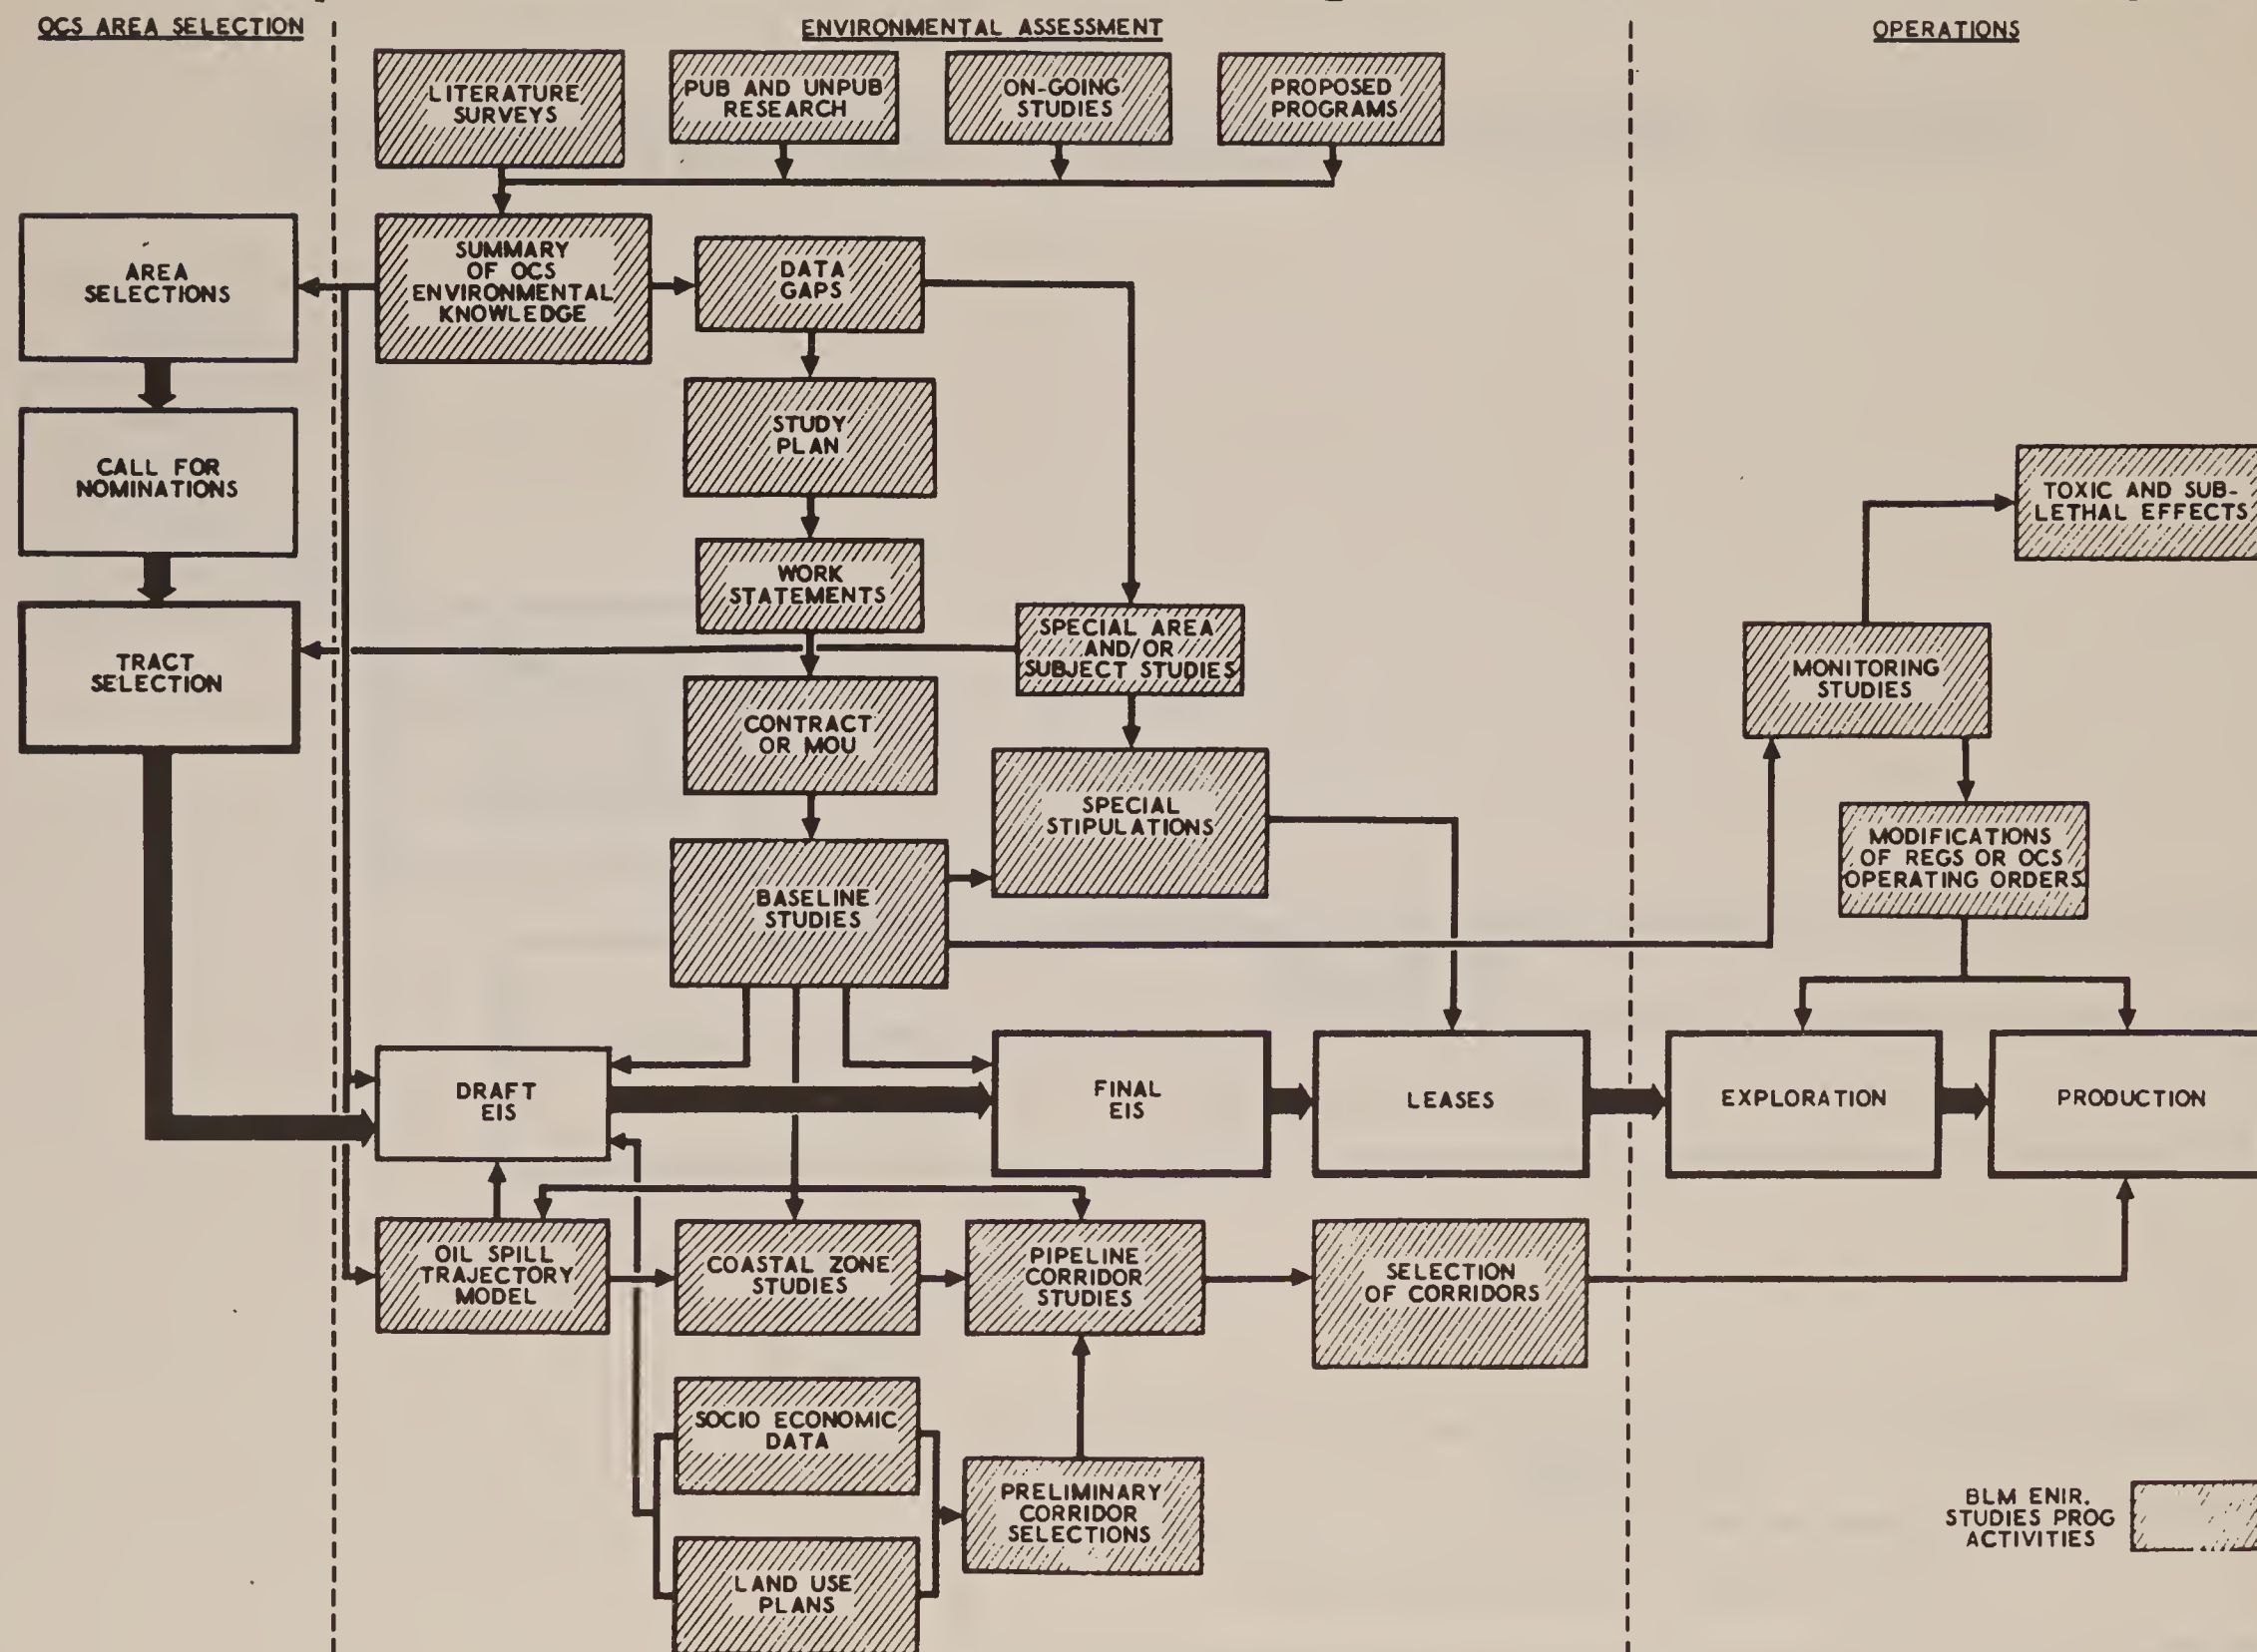 OCS AREA SELECTION
ENVIRONMENTAL ASSESSMENT
OPERATIONS
LITERATURE
SURVEYS
PUB AND UNPUB
RESEARCH
ON-GOING
STUDIES
PROPOSED
PROGRAMS
AREA
SELECTIONS
SUMMARY
OF OCS
ENVIRONMENTAL
KNOWLEDGE
DATA
GAPS
STUDY
PLAN
CALL FOR
NOMINATIONS
TOXIC AND SUB-
LETHAL EFFECTS
WORK
STATEMENTS
SPECIAL AREA
AND/OR
SUBJECT STUDIES
TRACT
SELECTION
MONITORING
STUDIES
CONTRACT
OR MOU
SPECIAL
STIPULATIONS
MODIFICATIONS
OF REGS OR OCS
OPERATING ORDERS
BASELINE
STUDIES
DRAFT
EIS
FINAL
EIS
LEASES
EXPLORATION
PRODUCTION
OIL SPILL
TRAJECTORY
MODEL
COASTAL ZONE
STUDIES
PIPELINE
CORRIDOR
STUDIES
SELECTION
OF CORRIDORS
SOCIO ECONOMIC
DATA
PRELIMINARY
CORRIDOR
SELECTIONS
LAND USE
PLANS
BLM ENIR.
STUDIES PROG
ACTIVITIES